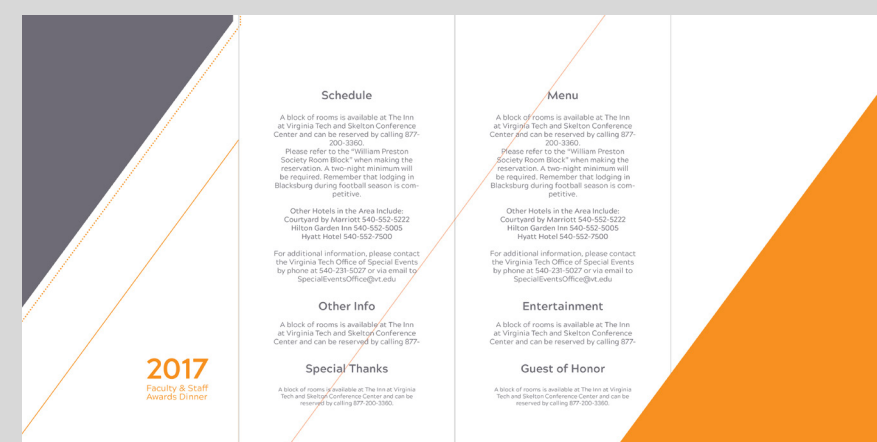 2017
Faculty & Staff
Awards Dinner
Schedule
A block of rooms is available at The Inn
at Virginia Tech and Skelton Conference
Center and can be reserved by calling 877-
200-3360.
Please refer to the “William Preston
Society Room Block” when making the
reservation. A two-night minimum will
be required. Remember that lodging in
Blacksburg during football season is com-
petitive.
Other Hotels in the Area Include:
Courtyard by Marriott 540-552-5222
Hilton Garden Inn 540-552-5005
Hyatt Hotel 540-552-7500
For additional information, please contact
the Virginia Tech Office of Special Events
by phone at 540-231-5027 or via email to
SpecialEventsOffice@vt.edu
Other Info
A block of rooms is available at The Inn
at Virginia Tech and Skelton Conference
Center and can be reserved by calling 877-
Special Thanks
A block of rooms is available at The Inn at Virginia
Tech and Skelton Conference Center and can be
reserved by calling 877-200-3360.
Menu
A block of rooms is available at The Inn
at Virginia Tech and Skelton Conference
Center and can be reserved by calling 877-
200-3360.
Please refer to the “William Preston
Society Room Block” when making the
reservation. A two-night minimum will
be required. Remember that lodging in
Blacksburg during football season is com-
petitive.
Other Hotels in the Area Include:
Courtyard by Marriott 540-552-5222
Hilton Garden Inn 540-552-5005
Hyatt Hotel 540-552-7500
For additional information, please contact
the Virginia Tech Office of Special Events
by phone at 540-231-5027 or via email to
SpecialEventsOffice@vt.edu
Entertainment
A block of rooms is available at The Inn
at Virginia Tech and Skelton Conference
Center and can be reserved by calling 877-
Guest of Honor
A block of rooms is available at The Inn at Virginia
Tech and Skelton Conference Center and can be
reserved by calling 877-200-3360.